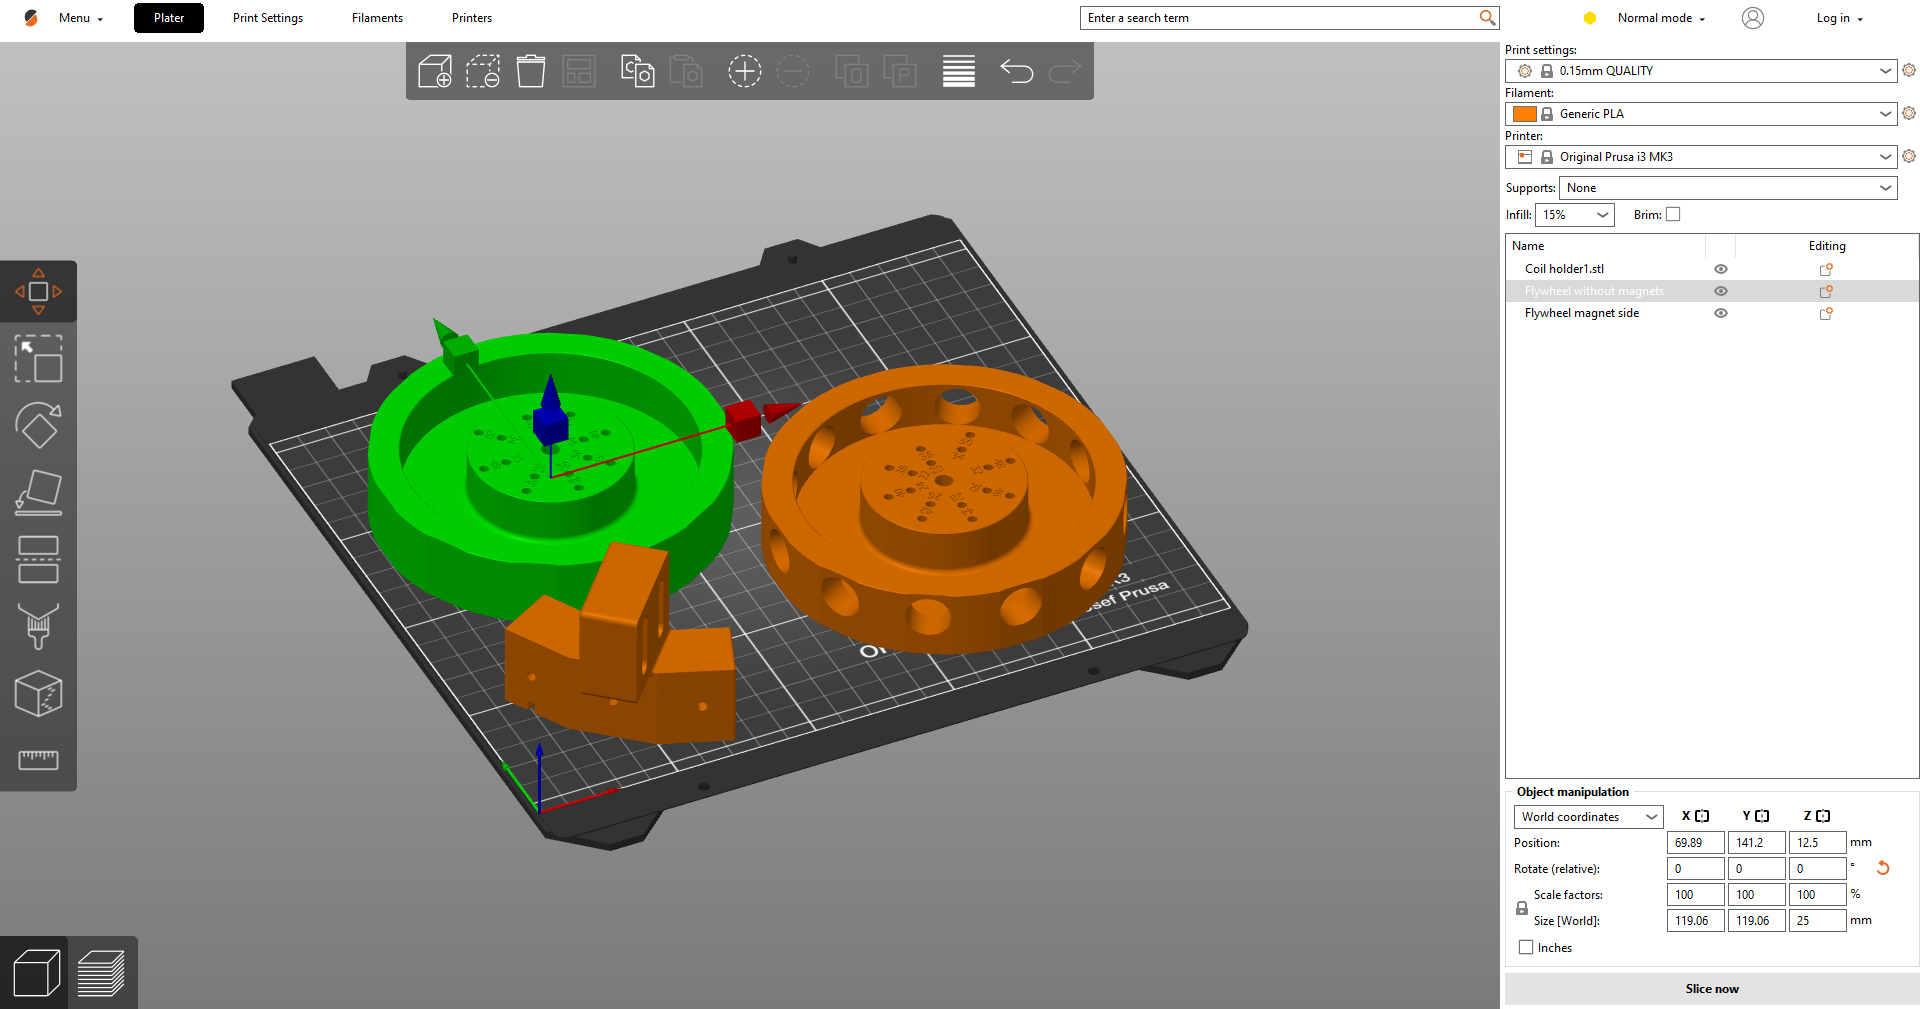 Menu
Plater
Print Settings
Filaments
Printers
Enter a search term
Normal mode
Log in
Print settings:
0.15mm QUALITY
Filament:
Generic PLA
Printer:
Original Prusa i3 MK3
Supports: None
Infill: 15% Brim:
Name Editing
Coil holder1.stl
Flywheel without magnets
Flywheel magnet side
Object manipulation
World coordinates X Y Z
Position: 69.89 141.2 12.5 mm
Rotate (relative): 0 0 0 °
Scale factors: 100 100 100 %
Size [World]: 119.06 119.06 25 mm
Inches
Slice now
Prusa